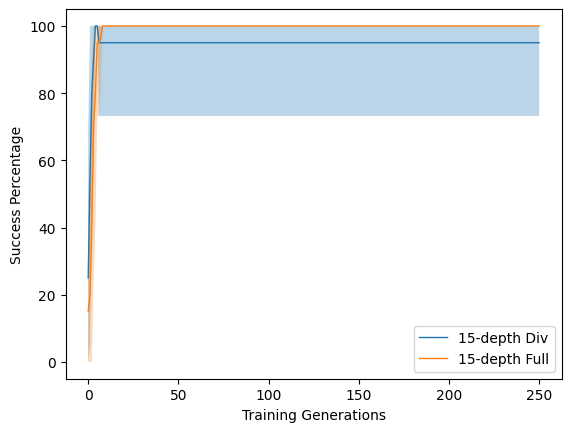 100
80
60
40
20
0
Success Percentage
0 50 100 150 200 250
Training Generations
15-depth Div
15-depth Full